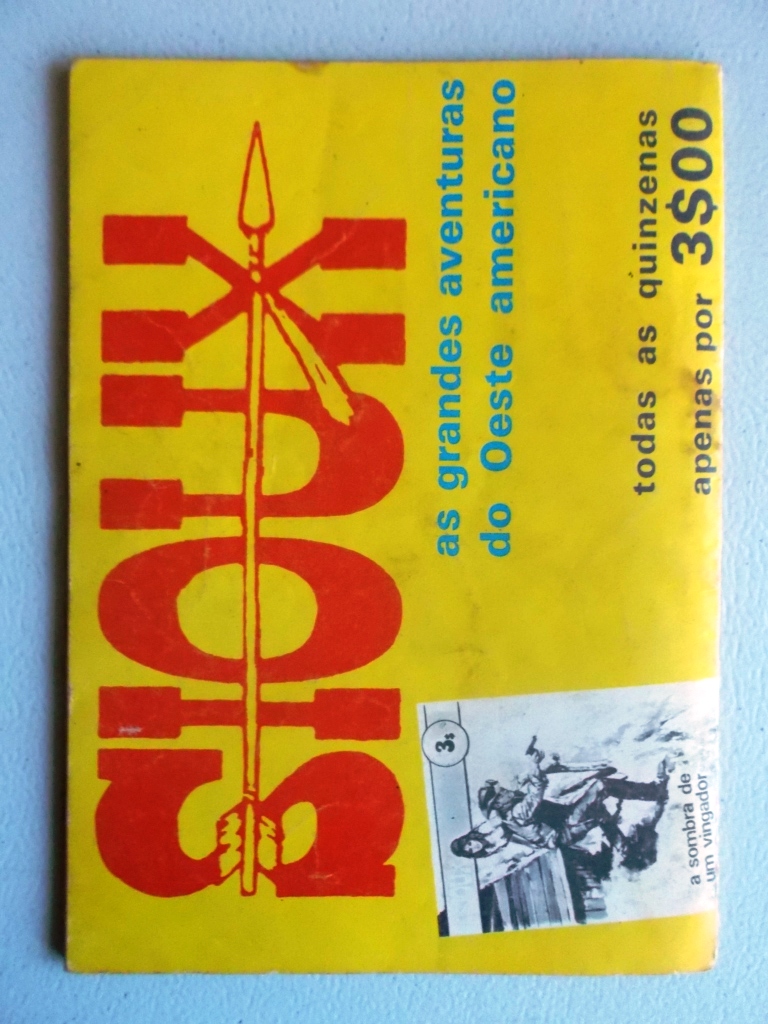 SIOUX
as grandes aventuras
do Oeste americano
todas as quinzenas
apenas por 3$00
3$
a sombra de
um vingador